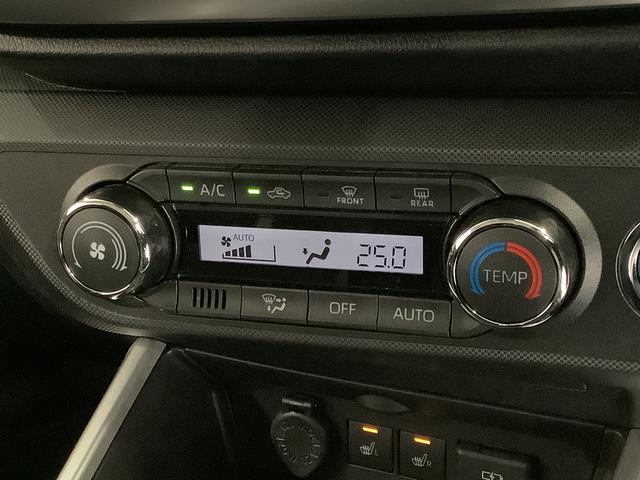 A/C
FRONT
REAR
AUTO
25.0
TEMP
OFF
AUTO
L
R